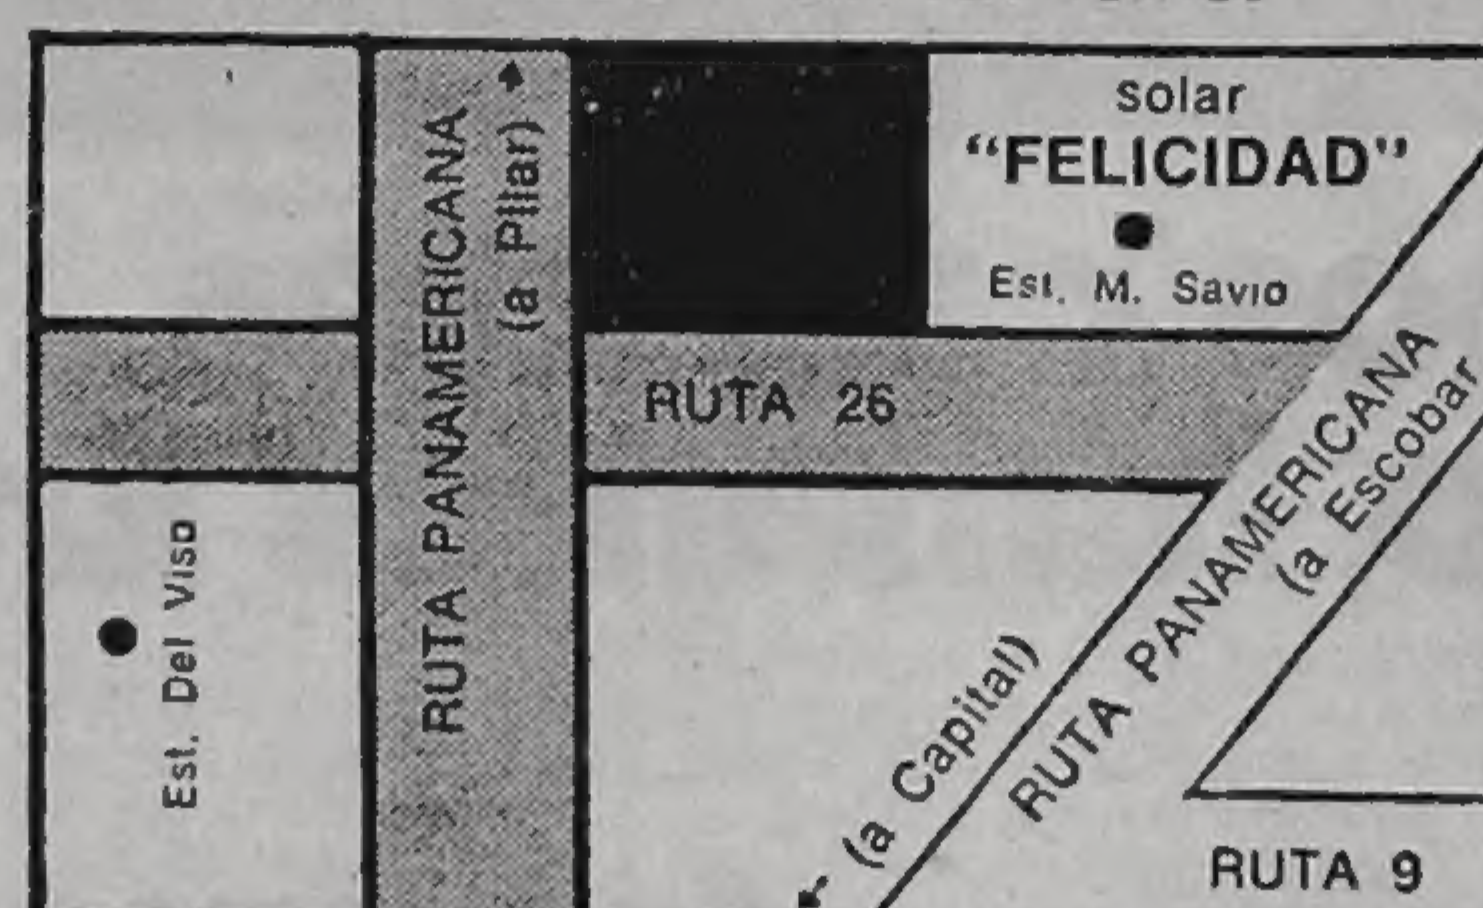 solar
"FELICIDAD"
Est. M. Savio
RUTA PANAMERICANA
(a Pilar)
RUTA 26
RUTA PANAMERICANA
(a Escobar
Est. Del Viso
(a Capital)
RUTA 9